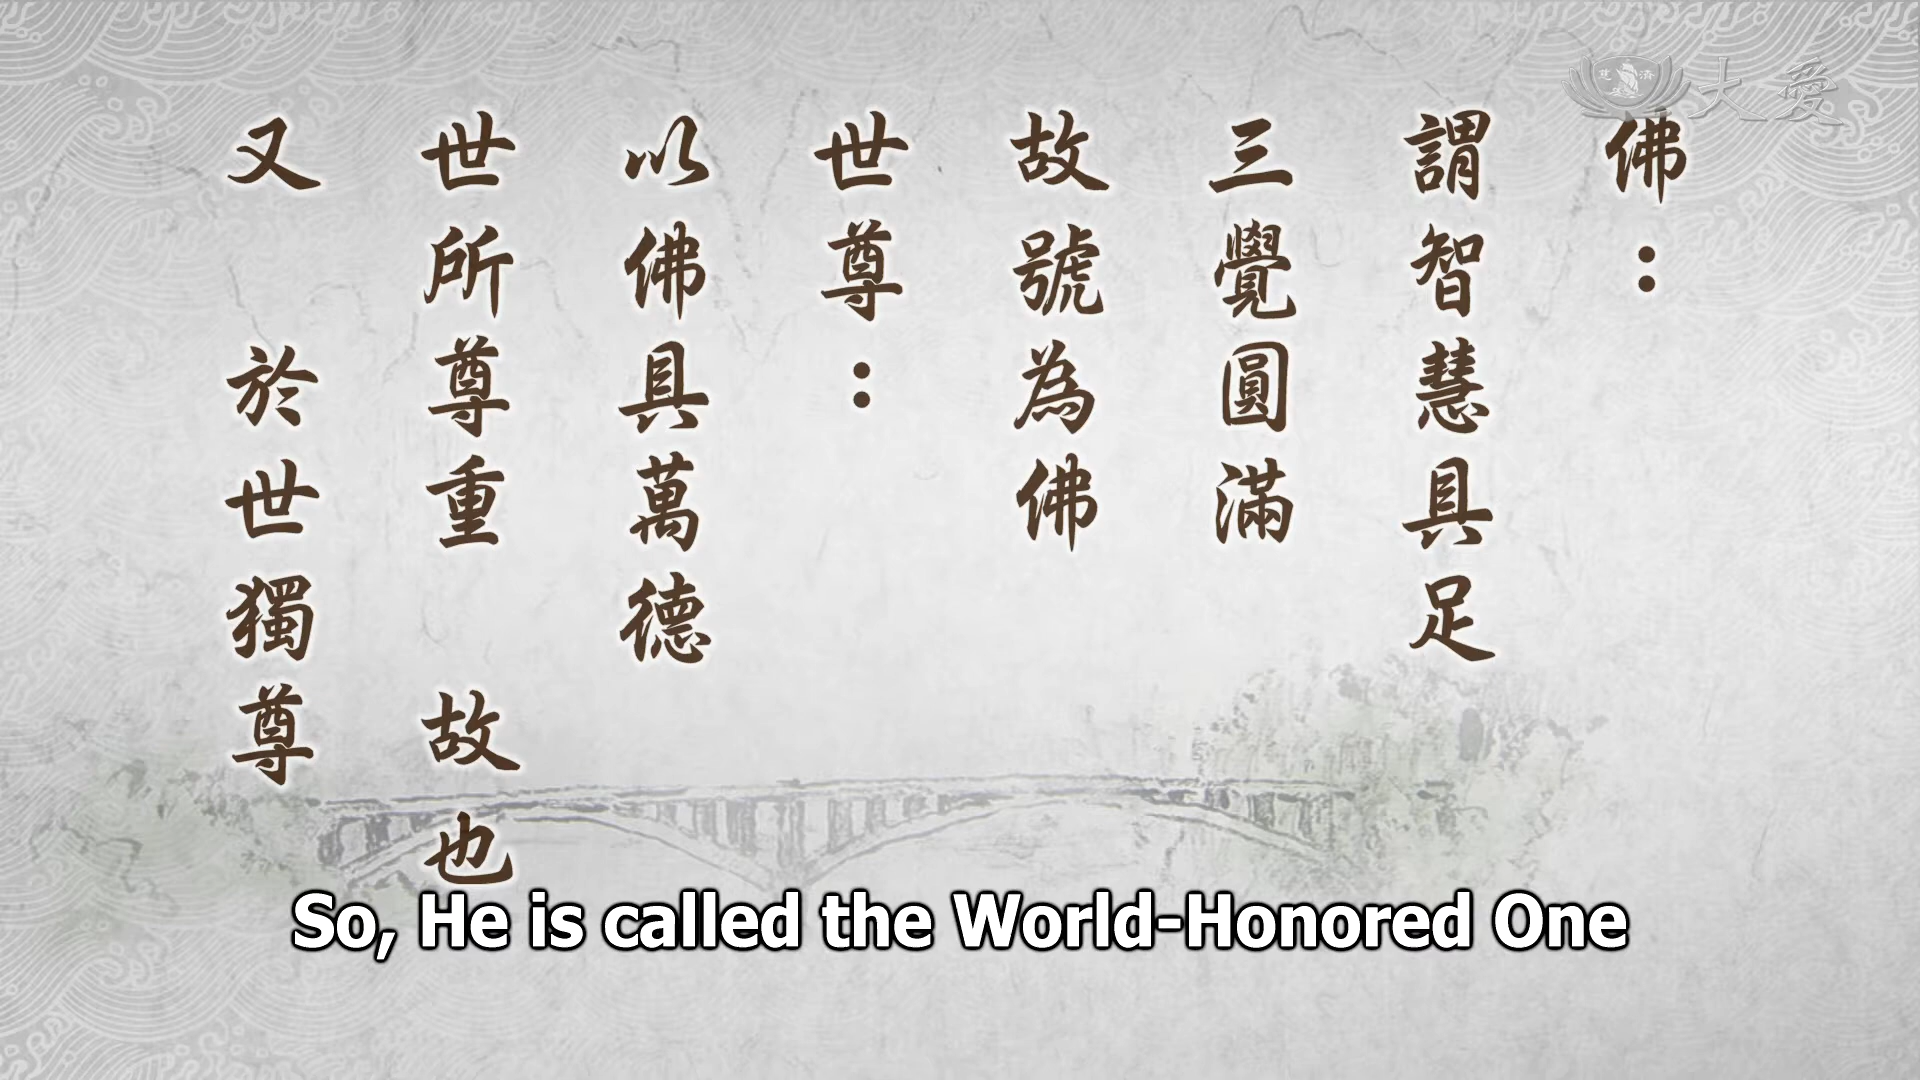 大愛
慈濟
佛：
謂智慧具足
三覺圓滿
故號為佛
世尊：
以佛具萬德
世所尊重 故也
又 於世獨尊
So, He is called the World-Honored One